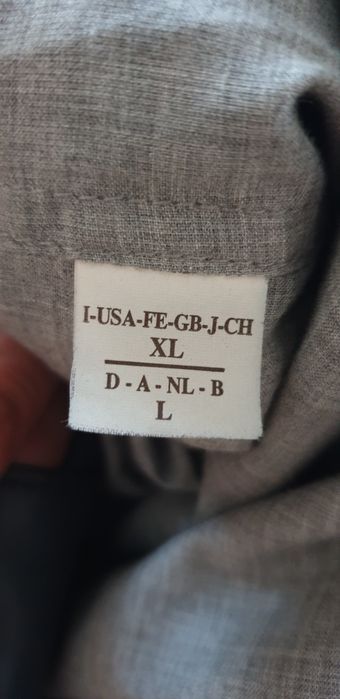 I-USA-FE-GB-J-CH
XL
D - A - NL - B
L